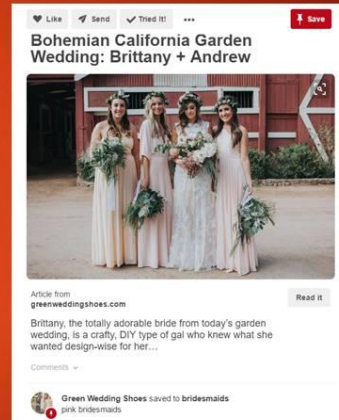 Like Send Tried It! Save
Bohemian California Garden
Wedding: Brittany + Andrew
Article from
greenweddingshoes.com
Read it
Brittany, the totally adorable bride from today's garden
wedding, is a crafty, DIY type of gal who knew what she
wanted design-wise for her...
Comments
Green Wedding Shoes saved to bridesmaids
pink bridesmaids